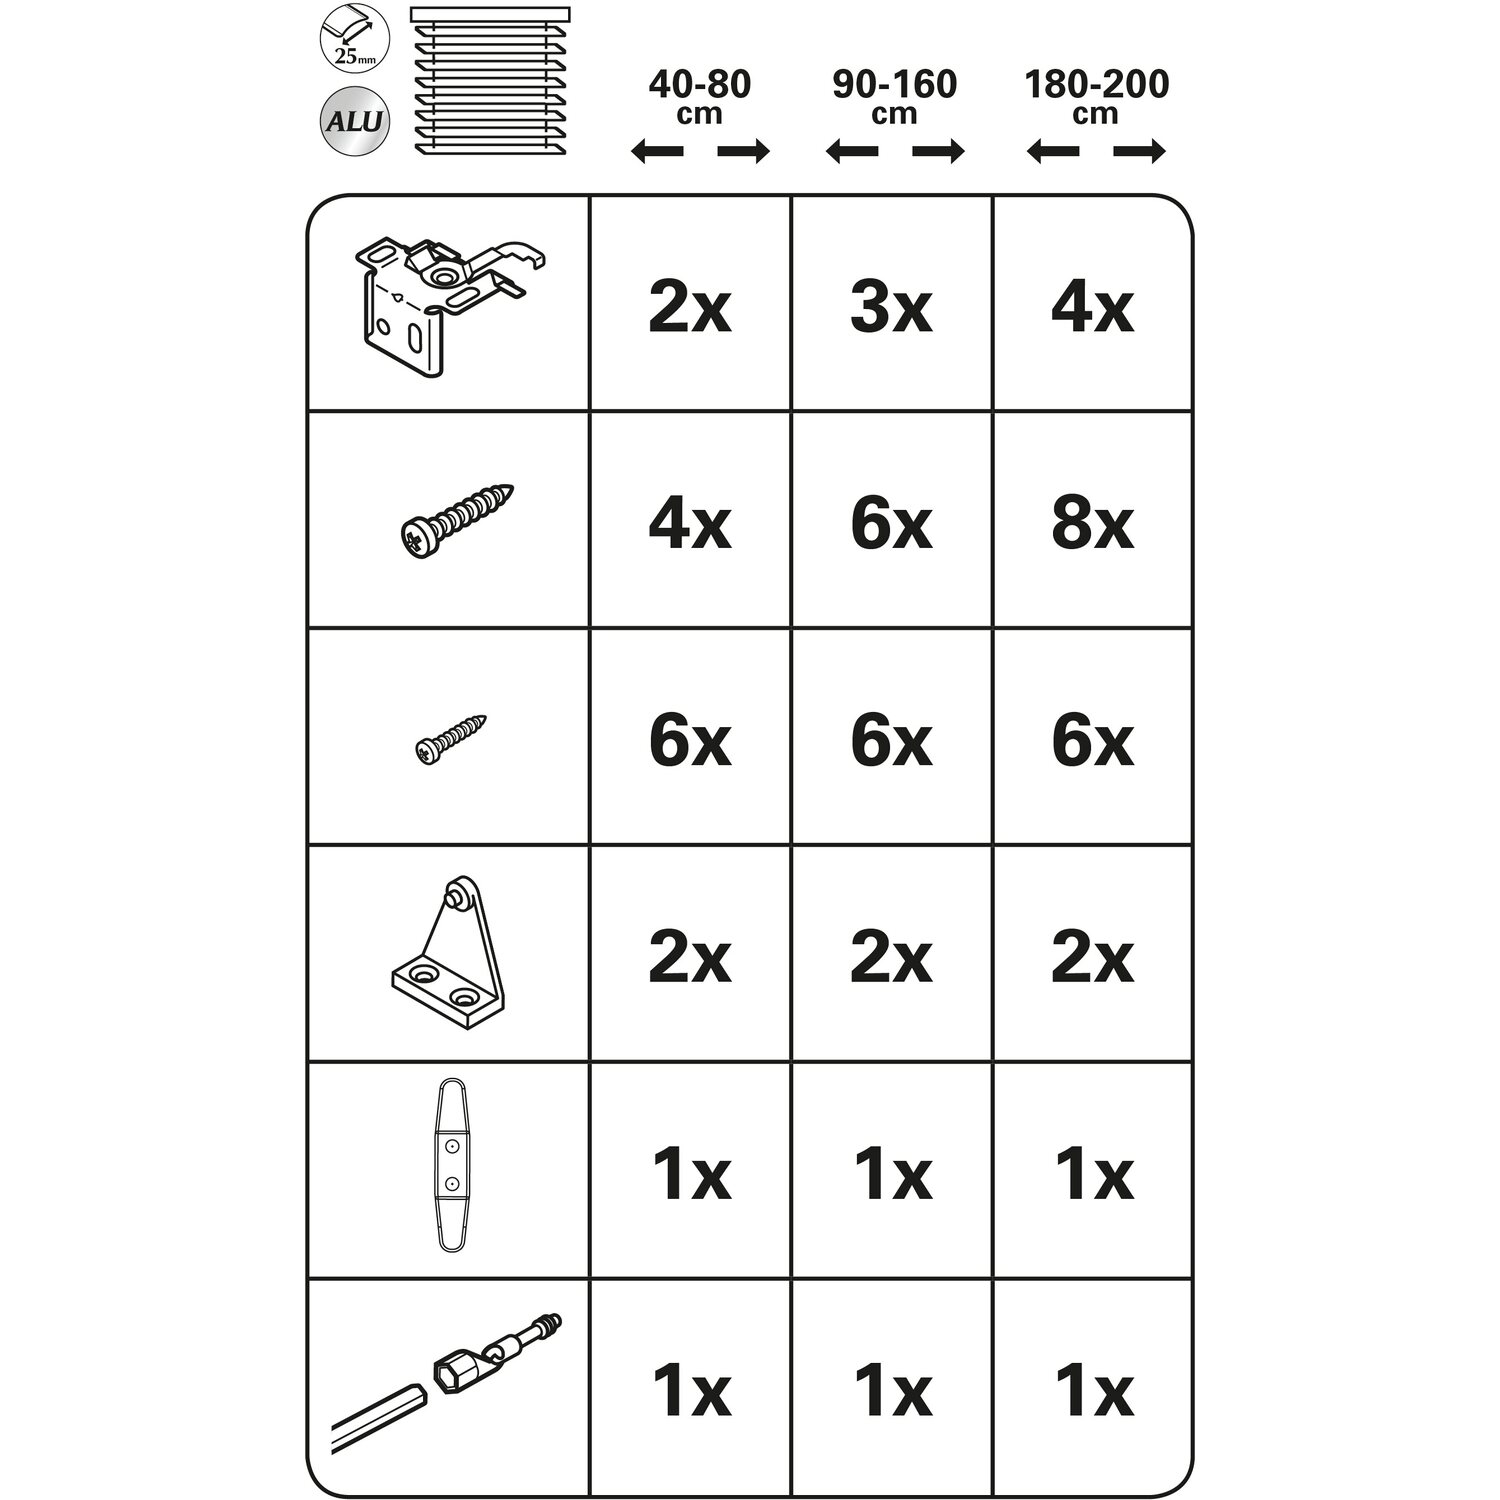 25mm
ALU
40-80 90-160 180-200
cm cm cm
2x 3x 4x
4x 6x 8x
6x 6x 6x
2x 2x 2x
1x 1x 1x
1x 1x 1x